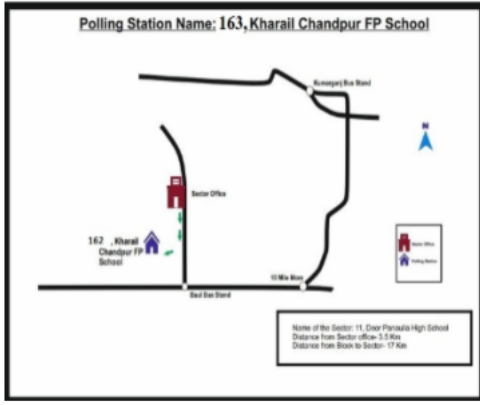 Polling Station Name: 163, Kharail Chandpur FP School
Kumarganj Bus Stand
N
Sector Office
162 , Kharail
Chandpur FP
School
Sector Office
Polling Station
10 Mile More
Baul Bus Stand
Name of the Sector: 11, Door Panaulia High School
Distance from Sector office- 3.5 Km
Distance from Block to Sector- 17 Km